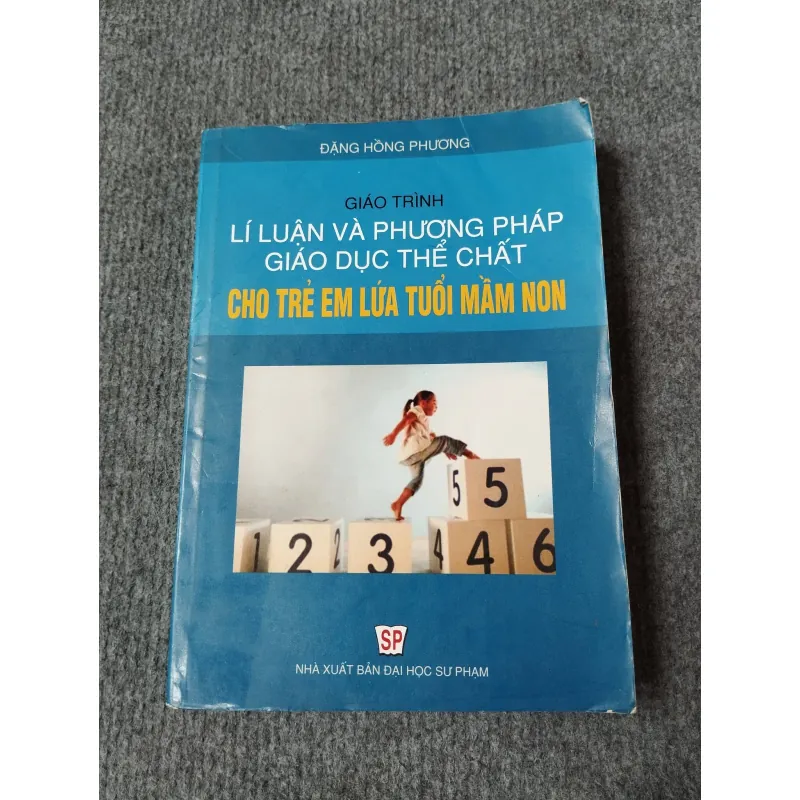 ĐẶNG HỒNG PHƯƠNG
GIÁO TRÌNH
LÍ LUẬN VÀ PHƯƠNG PHÁP
GIÁO DỤC THỂ CHẤT
CHO TRẺ EM LỨA TUỔI MẦM NON
5 5
1 2 3 4 4 6
SP
NHÀ XUẤT BẢN ĐẠI HỌC SƯ PHẠM